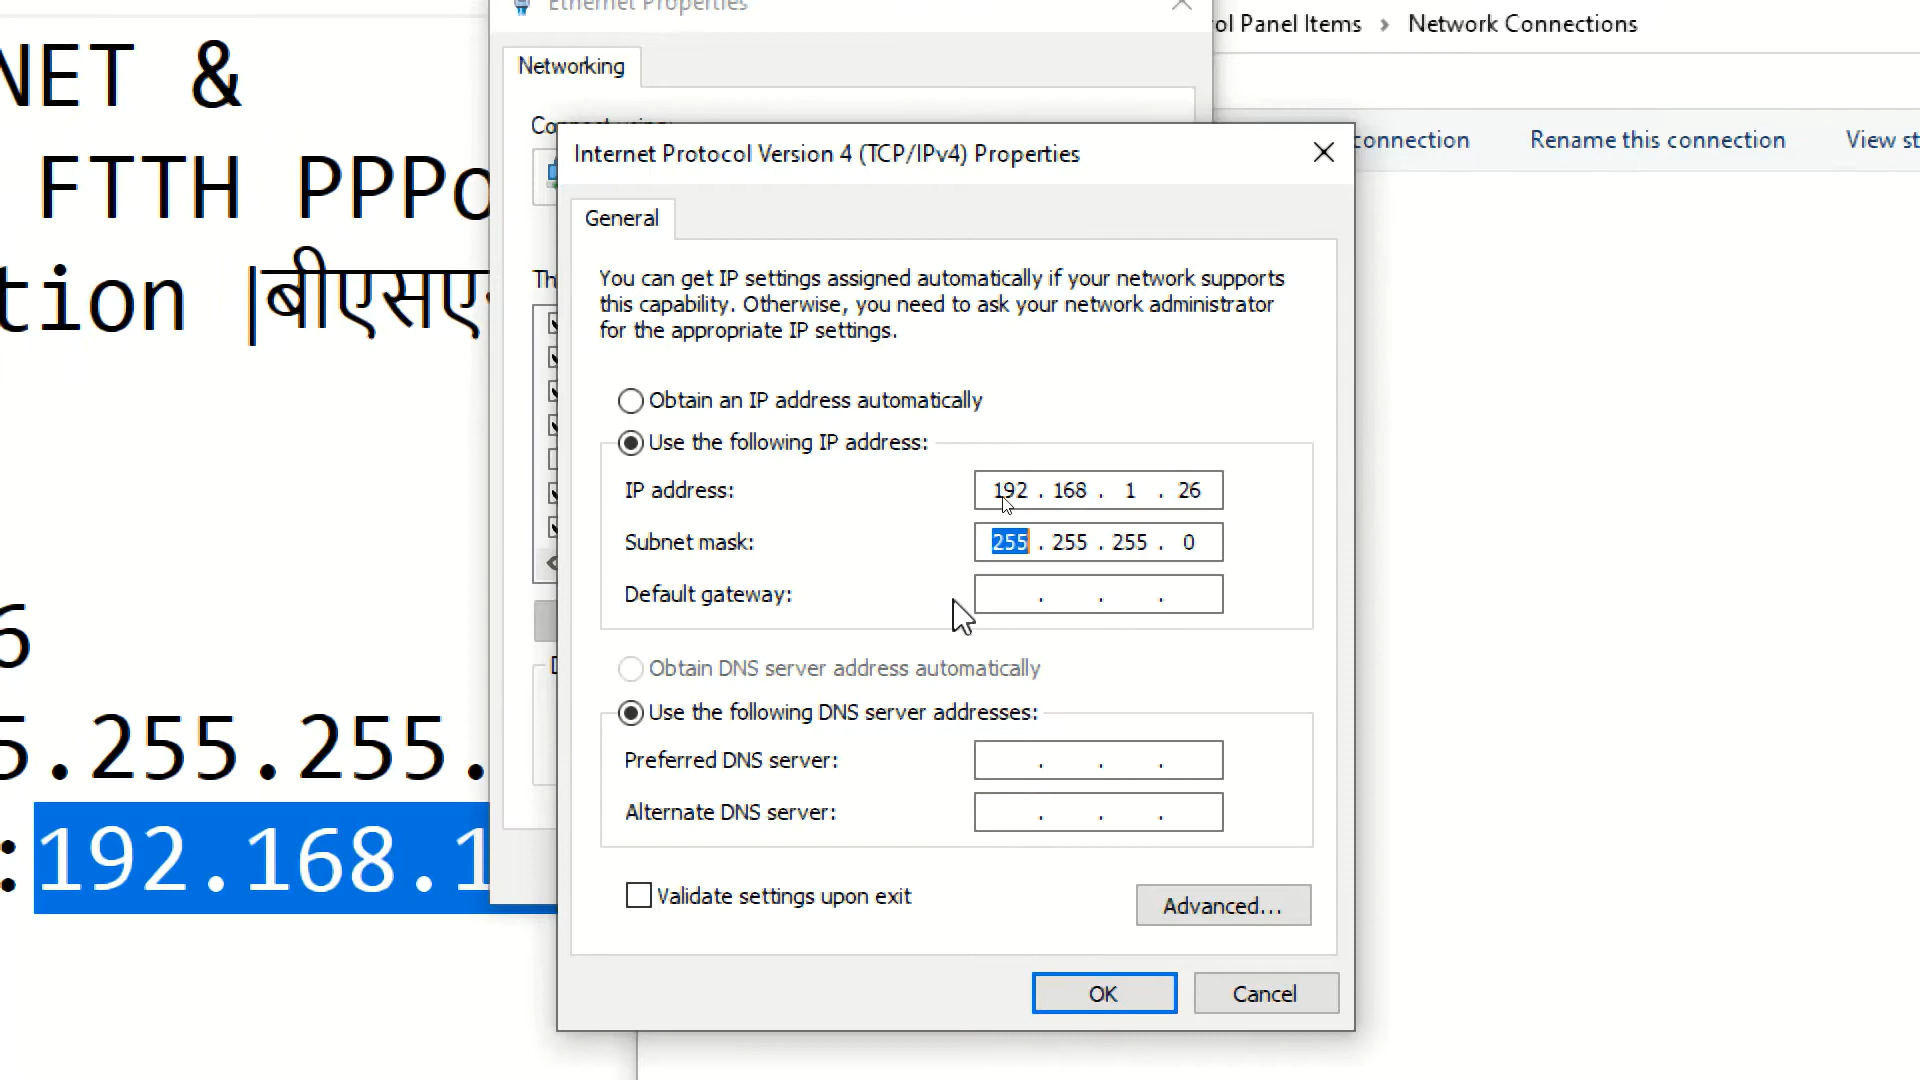 Ethernet Properties
Control Panel Items › Network Connections
Networking
connection
Rename this connection
View st
NET &
FTTH PPPo
tion |बीएसए
6
5.255.255.
:192.168.1
Internet Protocol Version 4 (TCP/IPv4) Properties
General
You can get IP settings assigned automatically if your network supports
this capability. Otherwise, you need to ask your network administrator
for the appropriate IP settings.
Obtain an IP address automatically
Use the following IP address:
IP address:
192 . 168 . 1 . 26
Subnet mask:
255 . 255 . 255 . 0
Default gateway:
. . .
Obtain DNS server address automatically
Use the following DNS server addresses:
Preferred DNS server:
. . .
Alternate DNS server:
. . .
Validate settings upon exit
Advanced...
OK
Cancel